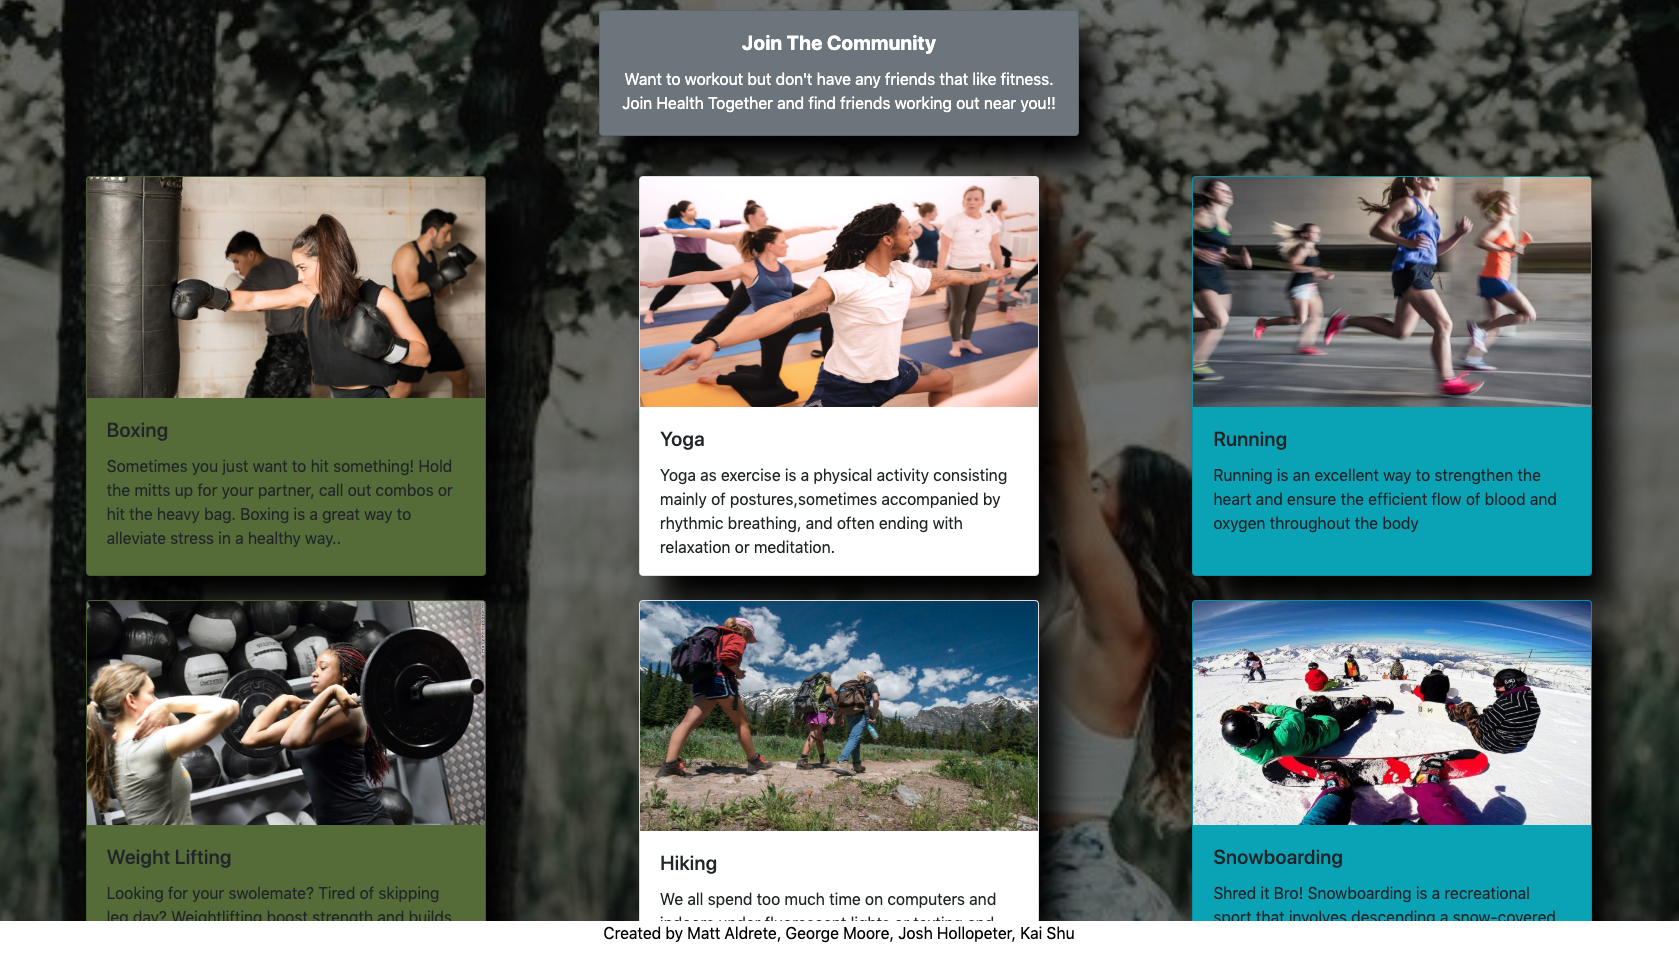 Join The Community
Want to workout but don't have any friends that like fitness.
Join Health Together and find friends working out near you!!
Boxing
Sometimes you just want to hit something! Hold
the mitts up for your partner, call out combos or
hit the heavy bag. Boxing is a great way to
alleviate stress in a healthy way..
Yoga
Yoga as exercise is a physical activity consisting
mainly of postures,sometimes accompanied by
rhythmic breathing, and often ending with
relaxation or meditation.
Running
Running is an excellent way to strengthen the
heart and ensure the efficient flow of blood and
oxygen throughout the body
Weight Lifting
Looking for your swolemate? Tired of skipping
leg day? Weightlifting boost strength and builds
Hiking
We all spend too much time on computers and
indoors under fluorescent lights or texting and
Snowboarding
Shred it Bro! Snowboarding is a recreational
sport that involves descending a snow-covered
Created by Matt Aldrete, George Moore, Josh Hollopeter, Kai Shu